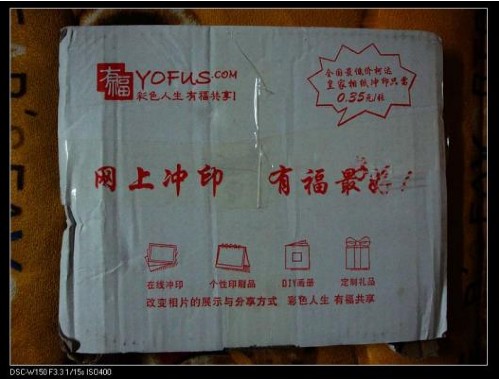 有福 YOFUS.COM
彩色人生 有福共享!
全国最低价柯达
皇家相纸冲印只需
0.35元/张
网上冲印 有福最好!
在线冲印 个性印刷品 DIY画册 定制礼品
改变相片的展示与分享方式 彩色人生 有福共享
DSC-W150 F3.3 1/15s ISO400